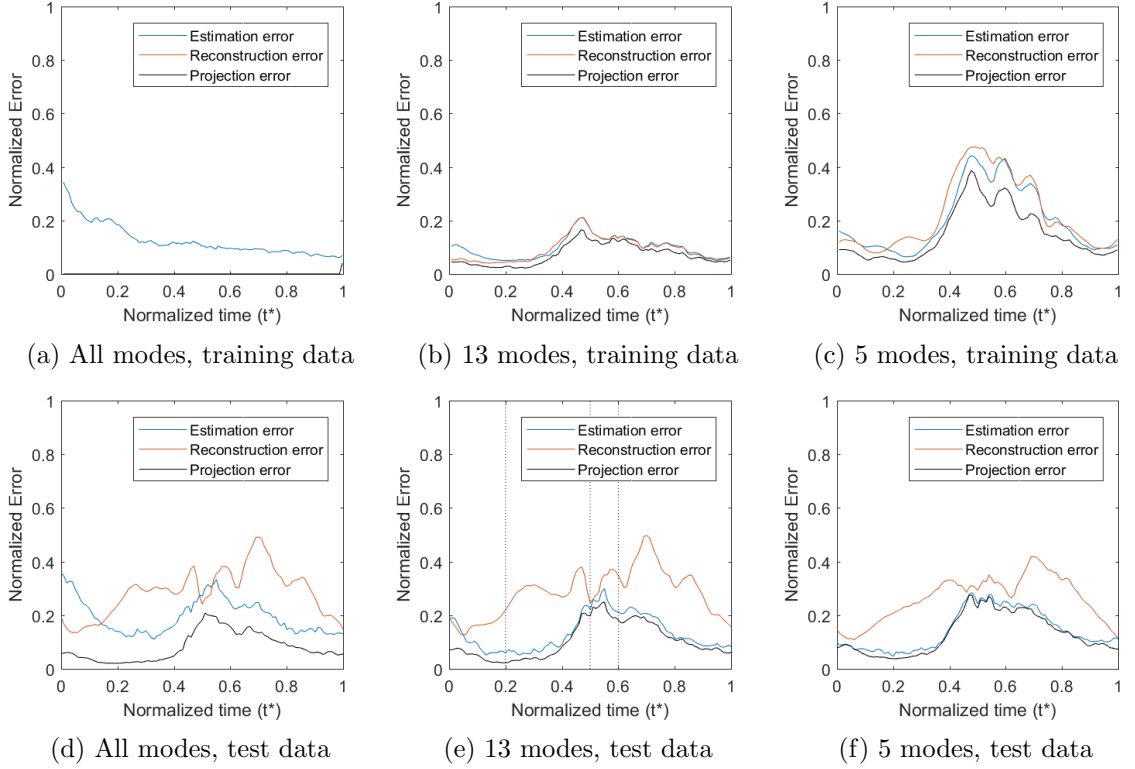 1
0.8
0.6
0.4
0.2
0
Normalized Error
Estimation error
Reconstruction error
Projection error
0 0.2 0.4 0.6 0.8 1
Normalized time (t*)
(a) All modes, training data
1
0.8
0.6
0.4
0.2
0
Normalized Error
Estimation error
Reconstruction error
Projection error
0 0.2 0.4 0.6 0.8 1
Normalized time (t*)
(b) 13 modes, training data
1
0.8
0.6
0.4
0.2
0
Normalized Error
Estimation error
Reconstruction error
Projection error
0 0.2 0.4 0.6 0.8 1
Normalized time (t*)
(c) 5 modes, training data
1
0.8
0.6
0.4
0.2
0
Normalized Error
Estimation error
Reconstruction error
Projection error
0 0.2 0.4 0.6 0.8 1
Normalized time (t*)
(d) All modes, test data
1
0.8
0.6
0.4
0.2
0
Normalized Error
Estimation error
Reconstruction error
Projection error
0 0.2 0.4 0.6 0.8 1
Normalized time (t*)
(e) 13 modes, test data
1
0.8
0.6
0.4
0.2
0
Normalized Error
Estimation error
Reconstruction error
Projection error
0 0.2 0.4 0.6 0.8 1
Normalized time (t*)
(f) 5 modes, test data